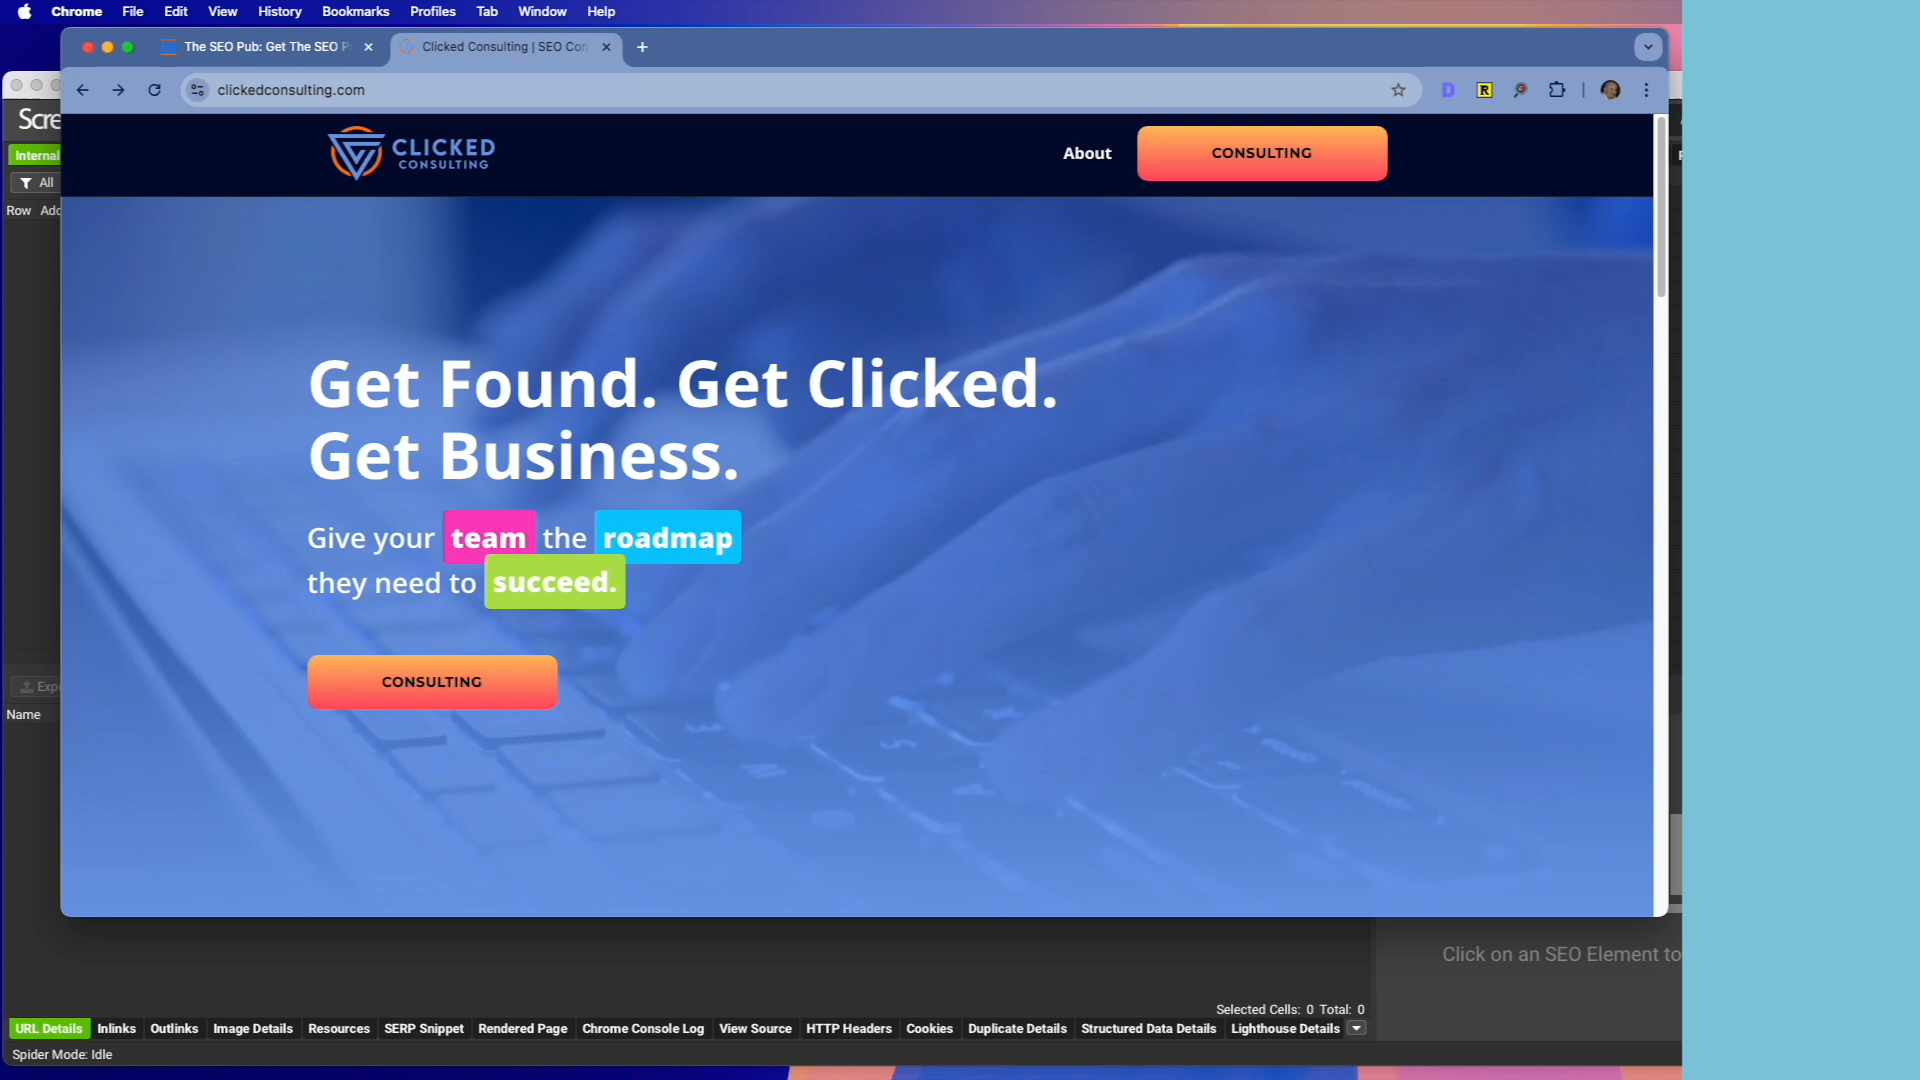 Chrome File Edit View History Bookmarks Profiles Tab Window Help
The SEO Pub: Get The SEO P
Clicked Consulting | SEO Con
clickedconsulting.com
Scre
Internal
All
Row Add
CLICKED
CONSULTING
About
CONSULTING
Get Found. Get Clicked.
Get Business.
Give your team the roadmap
they need to succeed.
CONSULTING
Expo
Name
Click on an SEO Element to
Selected Cells: 0 Total: 0
URL Details Inlinks Outlinks Image Details Resources SERP Snippet Rendered Page Chrome Console Log View Source HTTP Headers Cookies Duplicate Details Structured Data Details Lighthouse Details
Spider Mode: Idle